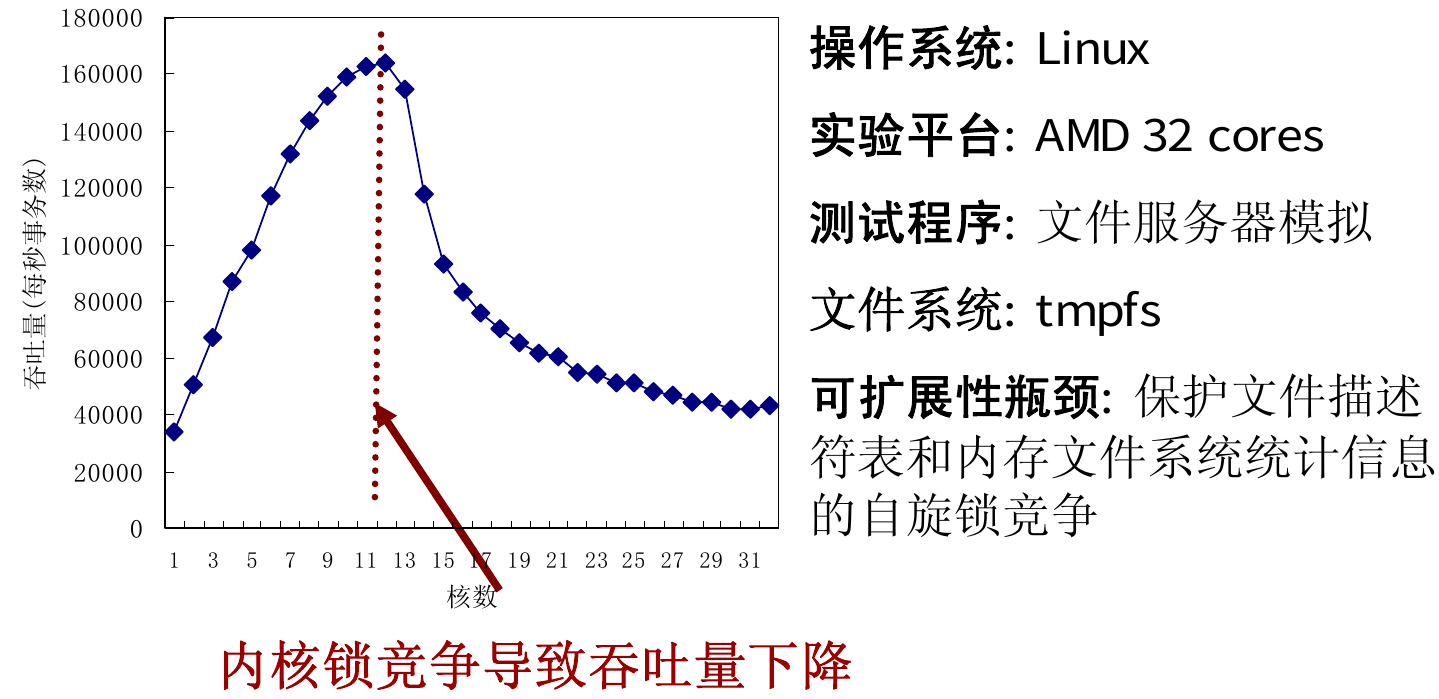 180000
160000
140000
120000
100000
80000
60000
40000
20000
0
吞吐量(每秒事务数)
1 3 5 7 9 11 13 15 17 19 21 23 25 27 29 31
核数
操作系统: Linux
实验平台: AMD 32 cores
测试程序: 文件服务器模拟
文件系统: tmpfs
可扩展性瓶颈: 保护文件描述
符表和内存文件系统统计信息
的自旋锁竞争
内核锁竞争导致吞吐量下降